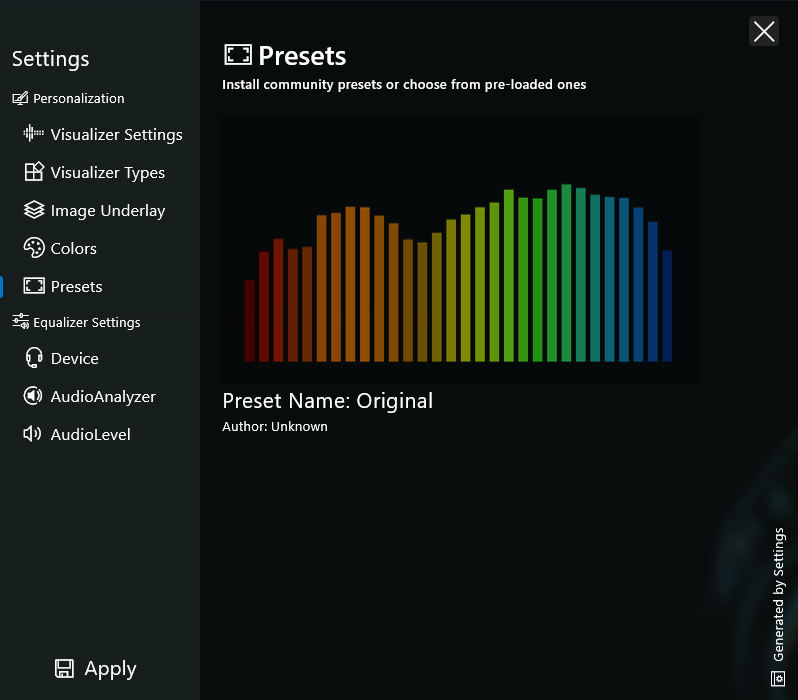 Settings
Personalization
Visualizer Settings
Visualizer Types
Image Underlay
Colors
Presets
Equalizer Settings
Device
AudioAnalyzer
AudioLevel
Apply
Presets
Install community presets or choose from pre-loaded ones
Preset Name: Original
Author: Unknown
Generated by Settings